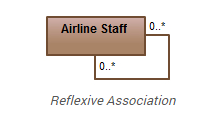 Airline Staff 0..*
0..*
Reflexive Association